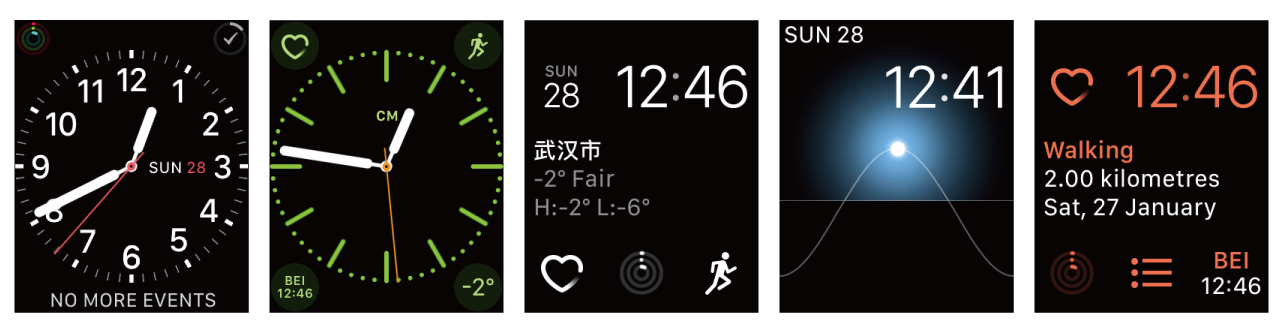 12
1
2
3
4
5
6
7
8
9
10
11
SUN 28
NO MORE EVENTS
CM
BEI
12:46
-2°
SUN
28
12:46
武汉市
-2° Fair
H:-2° L:-6°
SUN 28
12:41
12:46
Walking
2.00 kilometres
Sat, 27 January
BEI
12:46